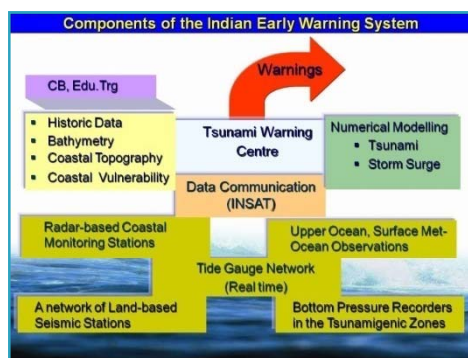 Components of the Indian Early Warning System
Warnings
CB, Edu.Trg
▪ Historic Data
▪ Bathymetry
▪ Coastal Topography
▪ Coastal Vulnerability
Tsunami Warning
Centre
Numerical Modelling
▪ Tsunami
▪ Storm Surge
Data Communication
(INSAT)
Radar-based Coastal
Monitoring Stations
Upper Ocean, Surface Met-
Ocean Observations
Tide Gauge Network
(Real time)
A network of Land-based
Seismic Stations
Bottom Pressure Recorders
in the Tsunamigenic Zones